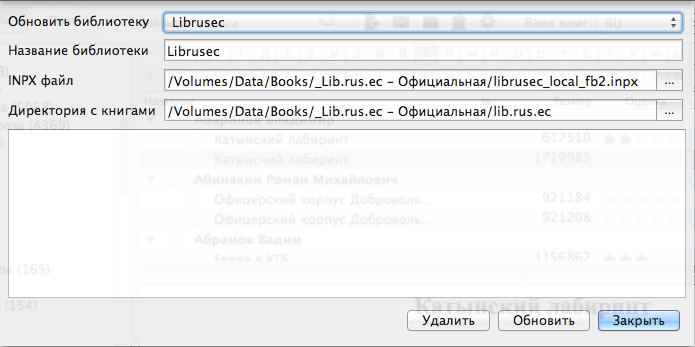 Обновить библиотеку Librusec
Язык книг: RU
Название библиотеки Librusec
INPX файл /Volumes/Data/Books/_Lib.rus.ec – Официальная/librusec_local_fb2.inpx ...
Директория с книгами /Volumes/Data/Books/_Lib.rus.ec – Официальная/lib.rus.ec ...
(4369)
Катынский лабиринт 617510
Катынский лабиринт 1719985
Абинякин Роман Михайлович
Офицерский корпус Доброволь... 921184
Офицерский корпус Доброволь... 921208
Абрамов Вадим
Евреи в КГБ 3156862
(165)
(154)
Катынский лабиринт
Удалить Обновить Закрыть